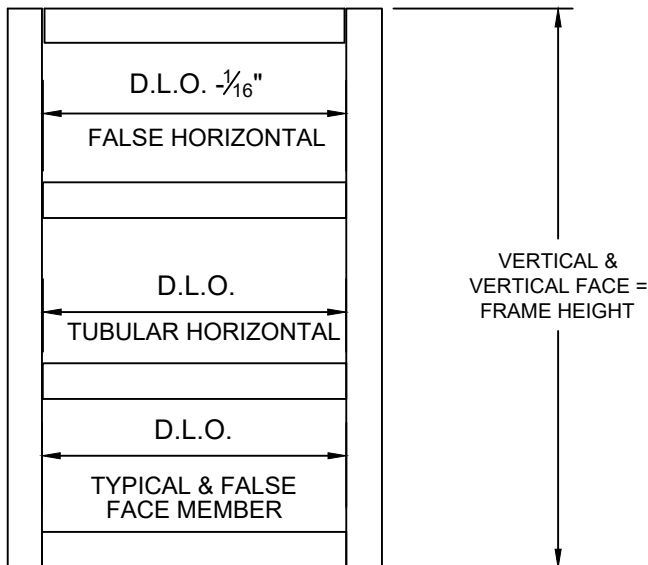 D.L.O. -1/16"
FALSE HORIZONTAL
D.L.O.
TUBULAR HORIZONTAL
D.L.O.
TYPICAL & FALSE
FACE MEMBER
VERTICAL &
VERTICAL FACE =
FRAME HEIGHT